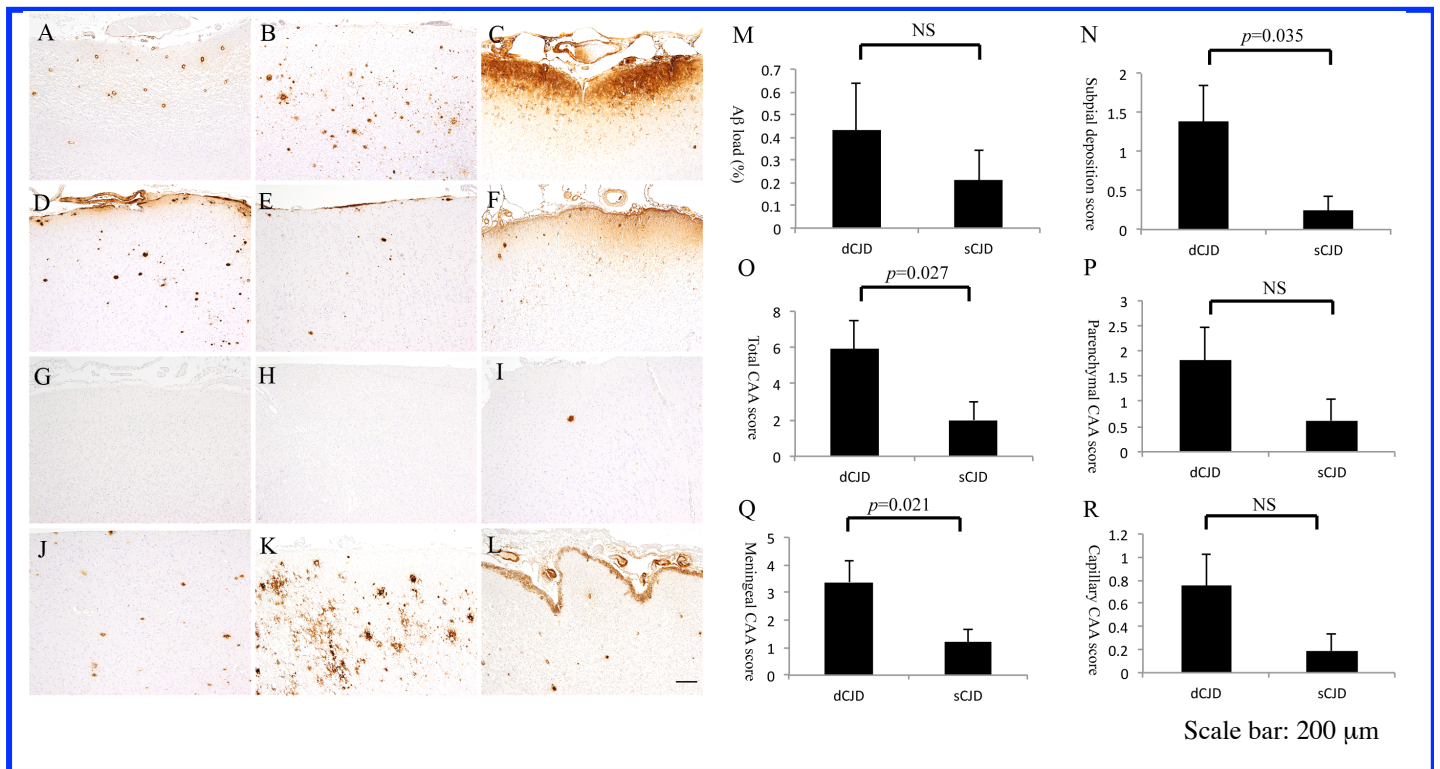 A
B
C
D
E
F
G
H
I
J
K
L
M
NS
Aβ load (%)
0.7
0.6
0.5
0.4
0.3
0.2
0.1
0
dCJD
sCJD
N
p=0.035
Subpial deposition score
2
1.5
1
0.5
0
dCJD
sCJD
O
p=0.027
Total CAA score
8
6
4
2
0
dCJD
sCJD
P
NS
Parenchymal CAA score
3
2.5
2
1.5
1
0.5
0
dCJD
sCJD
Q
p=0.021
Meningeal CAA score
5
4
3
2
1
0
dCJD
sCJD
R
NS
Capillary CAA score
1.2
1
0.8
0.6
0.4
0.2
0
dCJD
sCJD
Scale bar: 200 µm